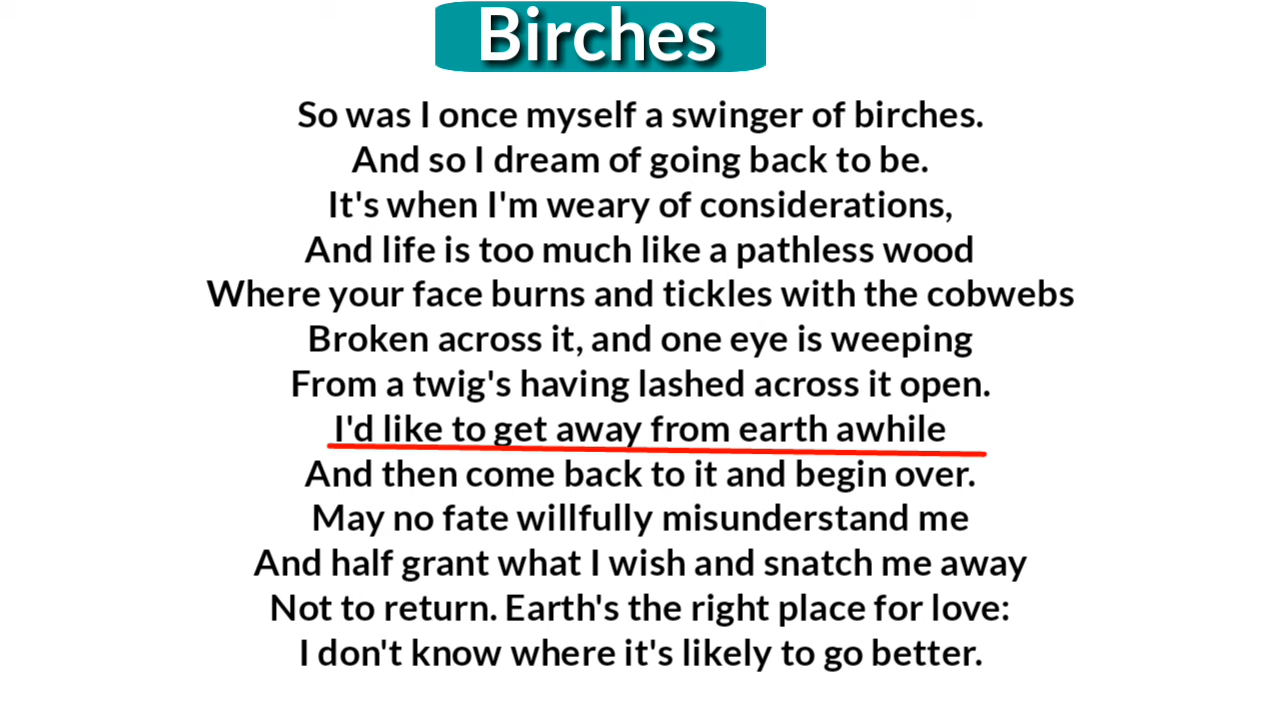 Birches
So was I once myself a swinger of birches.
And so I dream of going back to be.
It's when I'm weary of considerations,
And life is too much like a pathless wood
Where your face burns and tickles with the cobwebs
Broken across it, and one eye is weeping
From a twig's having lashed across it open.
I'd like to get away from earth awhile
And then come back to it and begin over.
May no fate willfully misunderstand me
And half grant what I wish and snatch me away
Not to return. Earth's the right place for love:
I don't know where it's likely to go better.